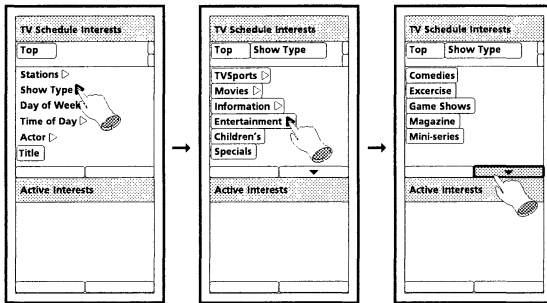 TV Schedule Interests
Top
Stations
Show Type
Day of Week
Time of Day
Actor
Title
Active Interests
TV Schedule Interests
Top Show Type
TVSports
Movies
Information
Entertainment
Children's
Specials
Active Interests
TV Schedule Interests
Top Show Type
Comedies
Excercise
Game Shows
Magazine
Mini-series
Active Interests